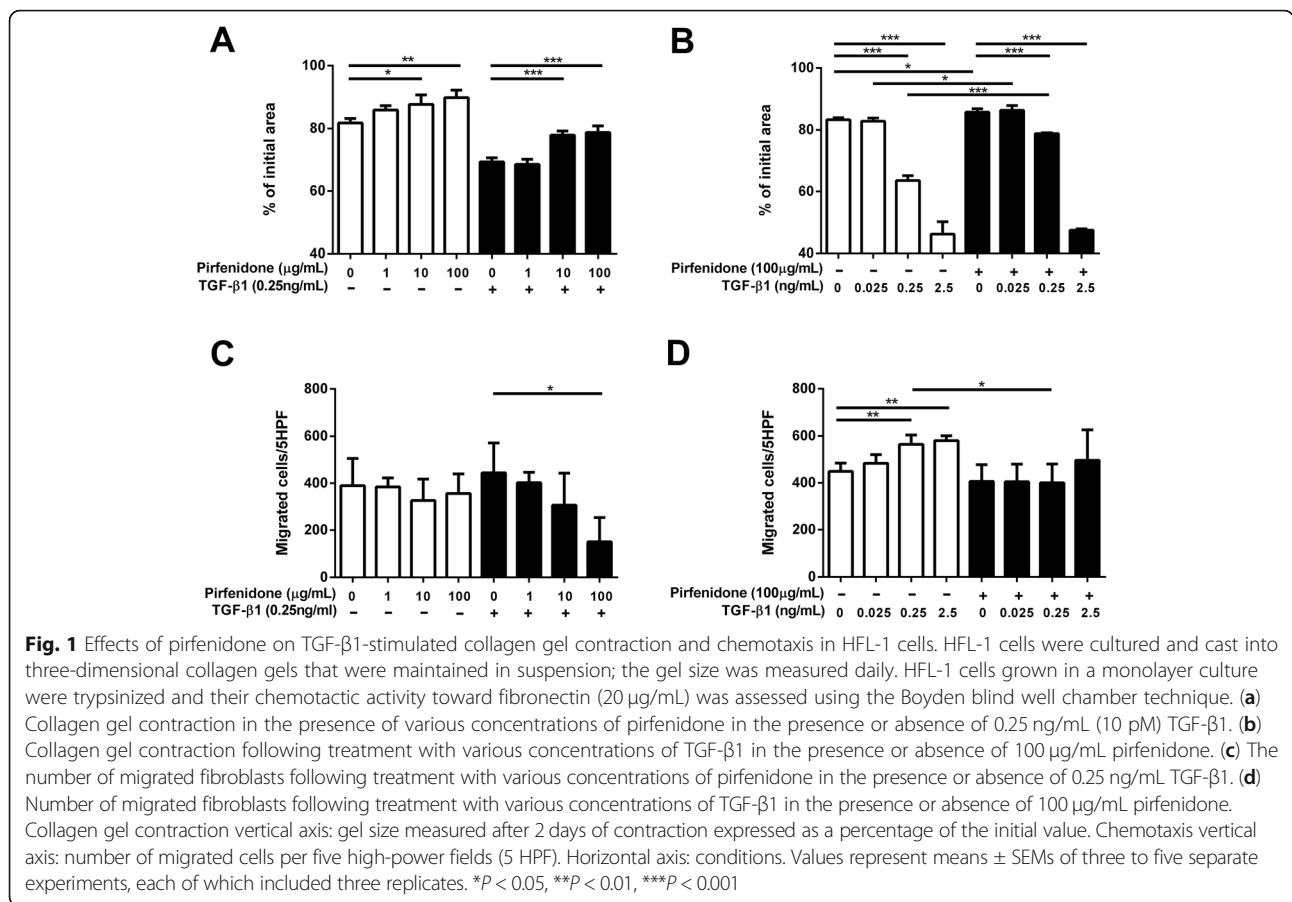 A
** ***
* ***
100
80
60
40
% of initial area
Pirfenidone (μg/mL) 0 1 10 100 0 1 10 100
TGF-β1 (0.25ng/mL) – – – – + + + +
B
*** ***
*** ***
*
*
***
100
80
60
40
% of initial area
Pirfenidone (100μg/mL) – – – – + + + +
TGF-β1 (ng/mL) 0 0.025 0.25 2.5 0 0.025 0.25 2.5
C
*
800
600
400
200
0
Migrated cells/5HPF
Pirfenidone (μg/mL) 0 1 10 100 0 1 10 100
TGF-β1 (0.25ng/ml) – – – – + + + +
D
*
**
**
800
600
400
200
0
Migrated cells/5HPF
Pirfenidone (100μg/mL) – – – – + + + +
TGF-β1 (ng/mL) 0 0.025 0.25 2.5 0 0.025 0.25 2.5
Fig. 1 Effects of pirfenidone on TGF-β1-stimulated collagen gel contraction and chemotaxis in HFL-1 cells. HFL-1 cells were cultured and cast into
three-dimensional collagen gels that were maintained in suspension; the gel size was measured daily. HFL-1 cells grown in a monolayer culture
were trypsinized and their chemotactic activity toward fibronectin (20 μg/mL) was assessed using the Boyden blind well chamber technique. (a)
Collagen gel contraction in the presence of various concentrations of pirfenidone in the presence or absence of 0.25 ng/mL (10 pM) TGF-β1. (b)
Collagen gel contraction following treatment with various concentrations of TGF-β1 in the presence or absence of 100 μg/mL pirfenidone. (c) The
number of migrated fibroblasts following treatment with various concentrations of pirfenidone in the presence or absence of 0.25 ng/mL TGF-β1. (d)
Number of migrated fibroblasts following treatment with various concentrations of TGF-β1 in the presence or absence of 100 μg/mL pirfenidone.
Collagen gel contraction vertical axis: gel size measured after 2 days of contraction expressed as a percentage of the initial value. Chemotaxis vertical
axis: number of migrated cells per five high-power fields (5 HPF). Horizontal axis: conditions. Values represent means ± SEMs of three to five separate
experiments, each of which included three replicates. *P < 0.05, **P < 0.01, ***P < 0.001